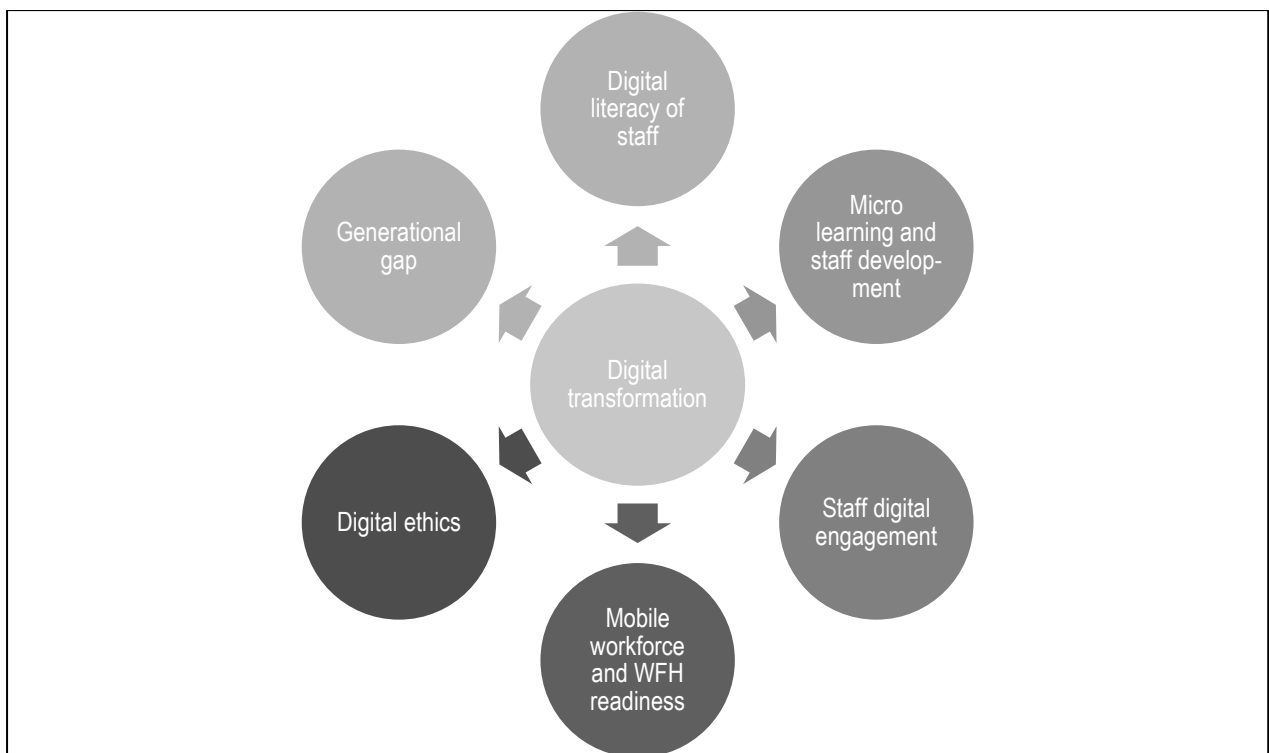 Digital
literacy of
staff
Micro
learning and
staff develop-
ment
Staff digital
engagement
Mobile
workforce
and WFH
readiness
Digital ethics
Generational
gap
Digital
transformation